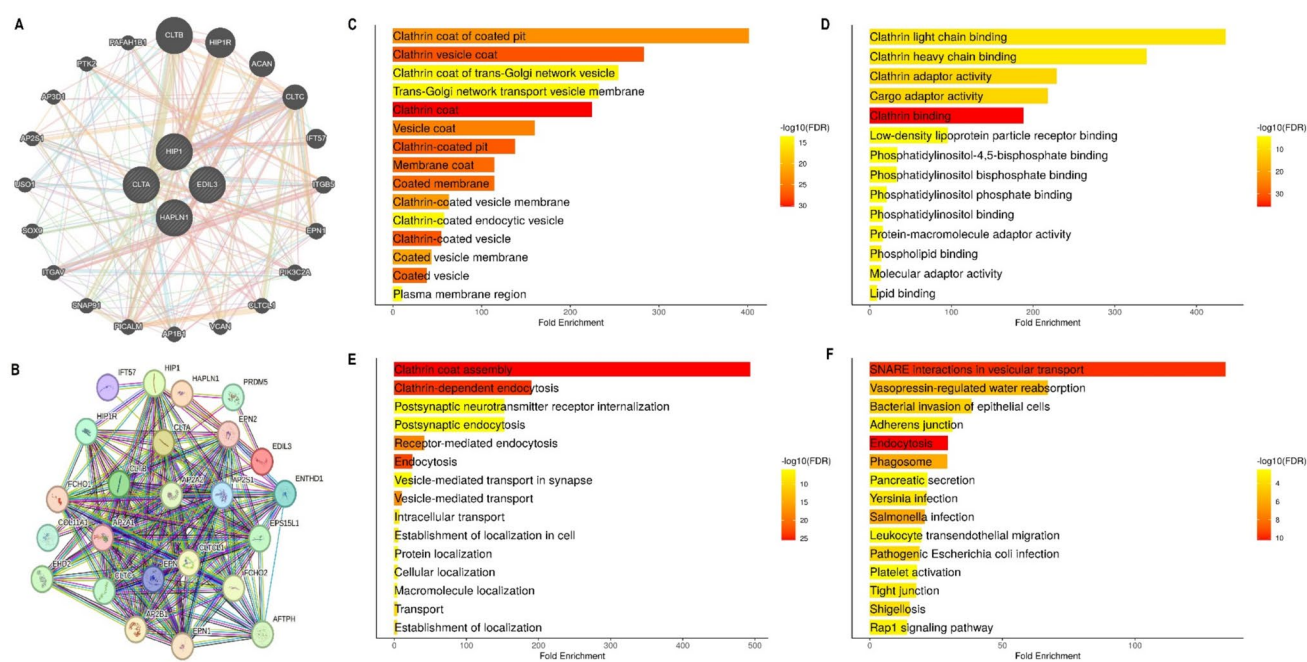 A
CLTB
PAFAH1B1
HIP1R
PTK2
ACAN
AP3D1
CLTC
AP2S1
HIP1
IFT57
USO1
CLTA
EDIL3
ITGB5
SOX9
HAPLN1
EPN1
ITGAV
PIK3C2A
SNAP91
CLTCL1
PICALM
AP1B1
VCAN
B
IFT57
HIP1
HAPLN1
PRDM5
HIP1R
CLTA
EPN2
EDIL3
CLTB
AP2A2
AP2S1
ENTHD1
FCHO1
COL11A1
AP2A1
EPS15L1
CLTCL1
EHD2
CLTC
FCHO2
AP2B1
EPN1
AFTPH
C
Clathrin coat of coated pit
Clathrin vesicle coat
Clathrin coat of trans-Golgi network vesicle
Trans-Golgi network transport vesicle membrane
Clathrin coat
Vesicle coat
Clathrin-coated pit
Membrane coat
Coated membrane
Clathrin-coated vesicle membrane
Clathrin-coated endocytic vesicle
Clathrin-coated vesicle
Coated vesicle membrane
Coated vesicle
Plasma membrane region
0 100 200 300 400
Fold Enrichment
-log10(FDR)
15
20
25
30
D
Clathrin light chain binding
Clathrin heavy chain binding
Clathrin adaptor activity
Cargo adaptor activity
Clathrin binding
Low-density lipoprotein particle receptor binding
Phosphatidylinositol-4,5-bisphosphate binding
Phosphatidylinositol bisphosphate binding
Phosphatidylinositol phosphate binding
Phosphatidylinositol binding
Protein-macromolecule adaptor activity
Phospholipid binding
Molecular adaptor activity
Lipid binding
0 100 200 300 400
Fold Enrichment
-log10(FDR)
10
20
30
E
Clathrin coat assembly
Clathrin-dependent endocytosis
Postsynaptic neurotransmitter receptor internalization
Postsynaptic endocytosis
Receptor-mediated endocytosis
Endocytosis
Vesicle-mediated transport in synapse
Vesicle-mediated transport
Intracellular transport
Establishment of localization in cell
Protein localization
Cellular localization
Macromolecule localization
Transport
Establishment of localization
0 100 200 300 400 500
Fold Enrichment
-log10(FDR)
10
15
20
25
F
SNARE interactions in vesicular transport
Vasopressin-regulated water reabsorption
Bacterial invasion of epithelial cells
Adherens junction
Endocytosis
Phagosome
Pancreatic secretion
Yersinia infection
Salmonella infection
Leukocyte transendothelial migration
Pathogenic Escherichia coli infection
Platelet activation
Tight junction
Shigellosis
Rap1 signaling pathway
0 50 100
Fold Enrichment
-log10(FDR)
4
6
8
10